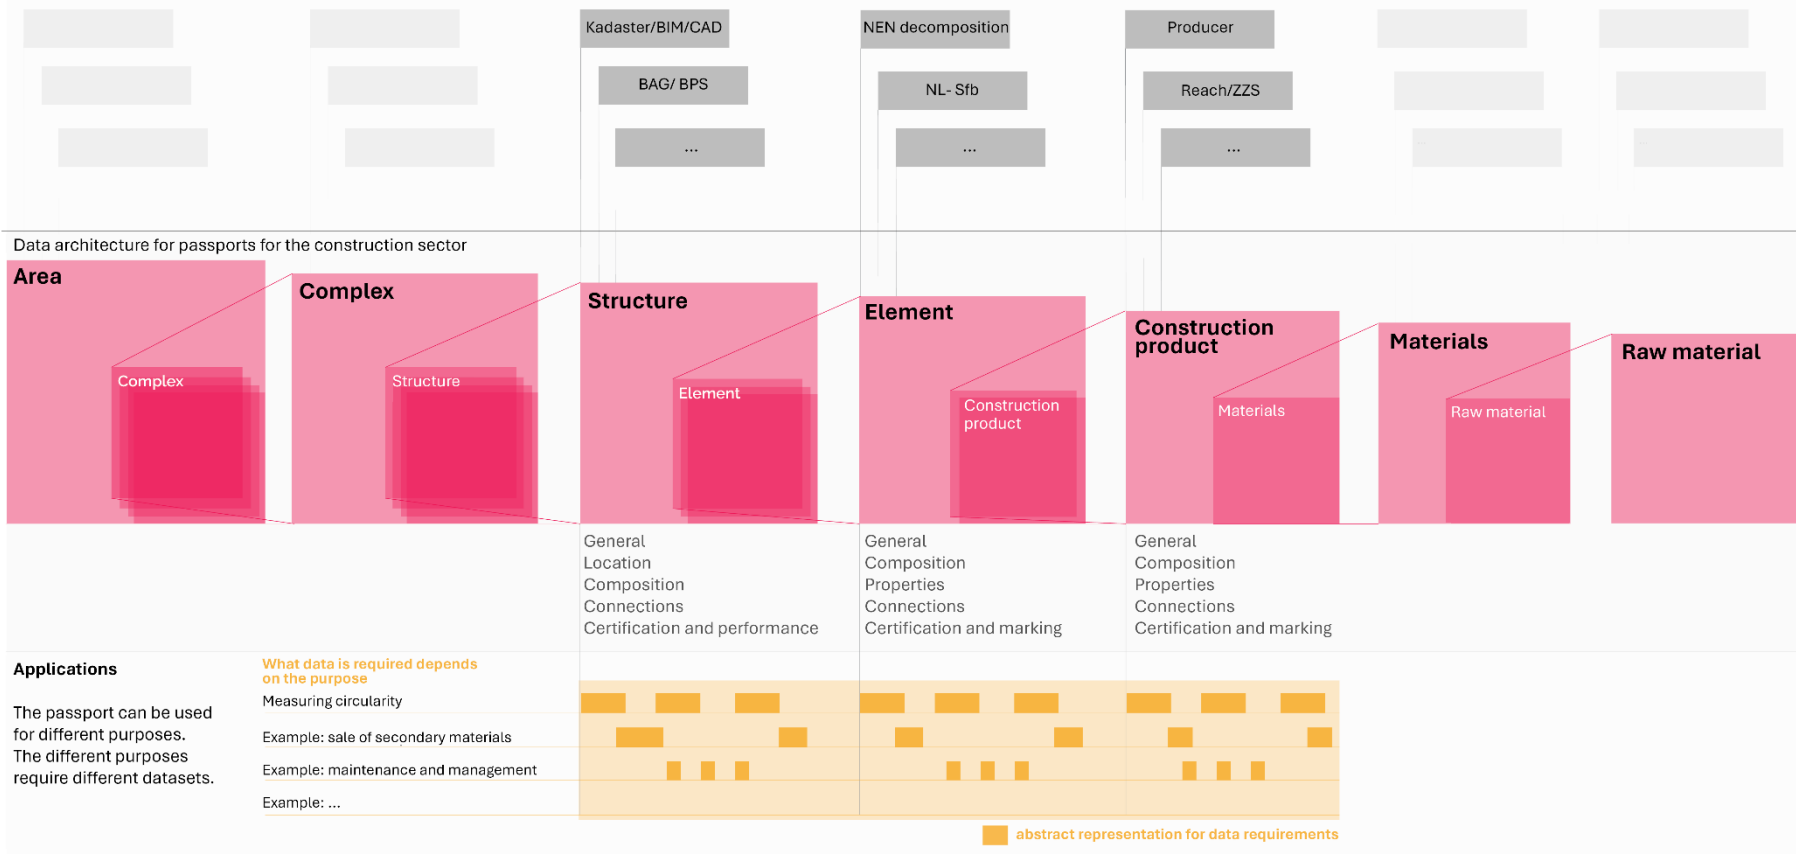 Kadaster/BIM/CAD
NEN decomposition
Producer
BAG/ BPS
NL- Sfb
Reach/ZZS
...
...
...
Data architecture for passports for the construction sector
Area
Complex
Structure
Element
Construction
product
Materials
Raw material
Complex
Structure
Element
Construction
product
Materials
Raw material
General
Location
Composition
Connections
Certification and performance
General
Composition
Properties
Connections
Certification and marking
General
Composition
Properties
Connections
Certification and marking
Applications
The passport can be used
for different purposes.
The different purposes
require different datasets.
What data is required depends
on the purpose
Measuring circularity
Example: sale of secondary materials
Example: maintenance and management
Example: ...
abstract representation for data requirements